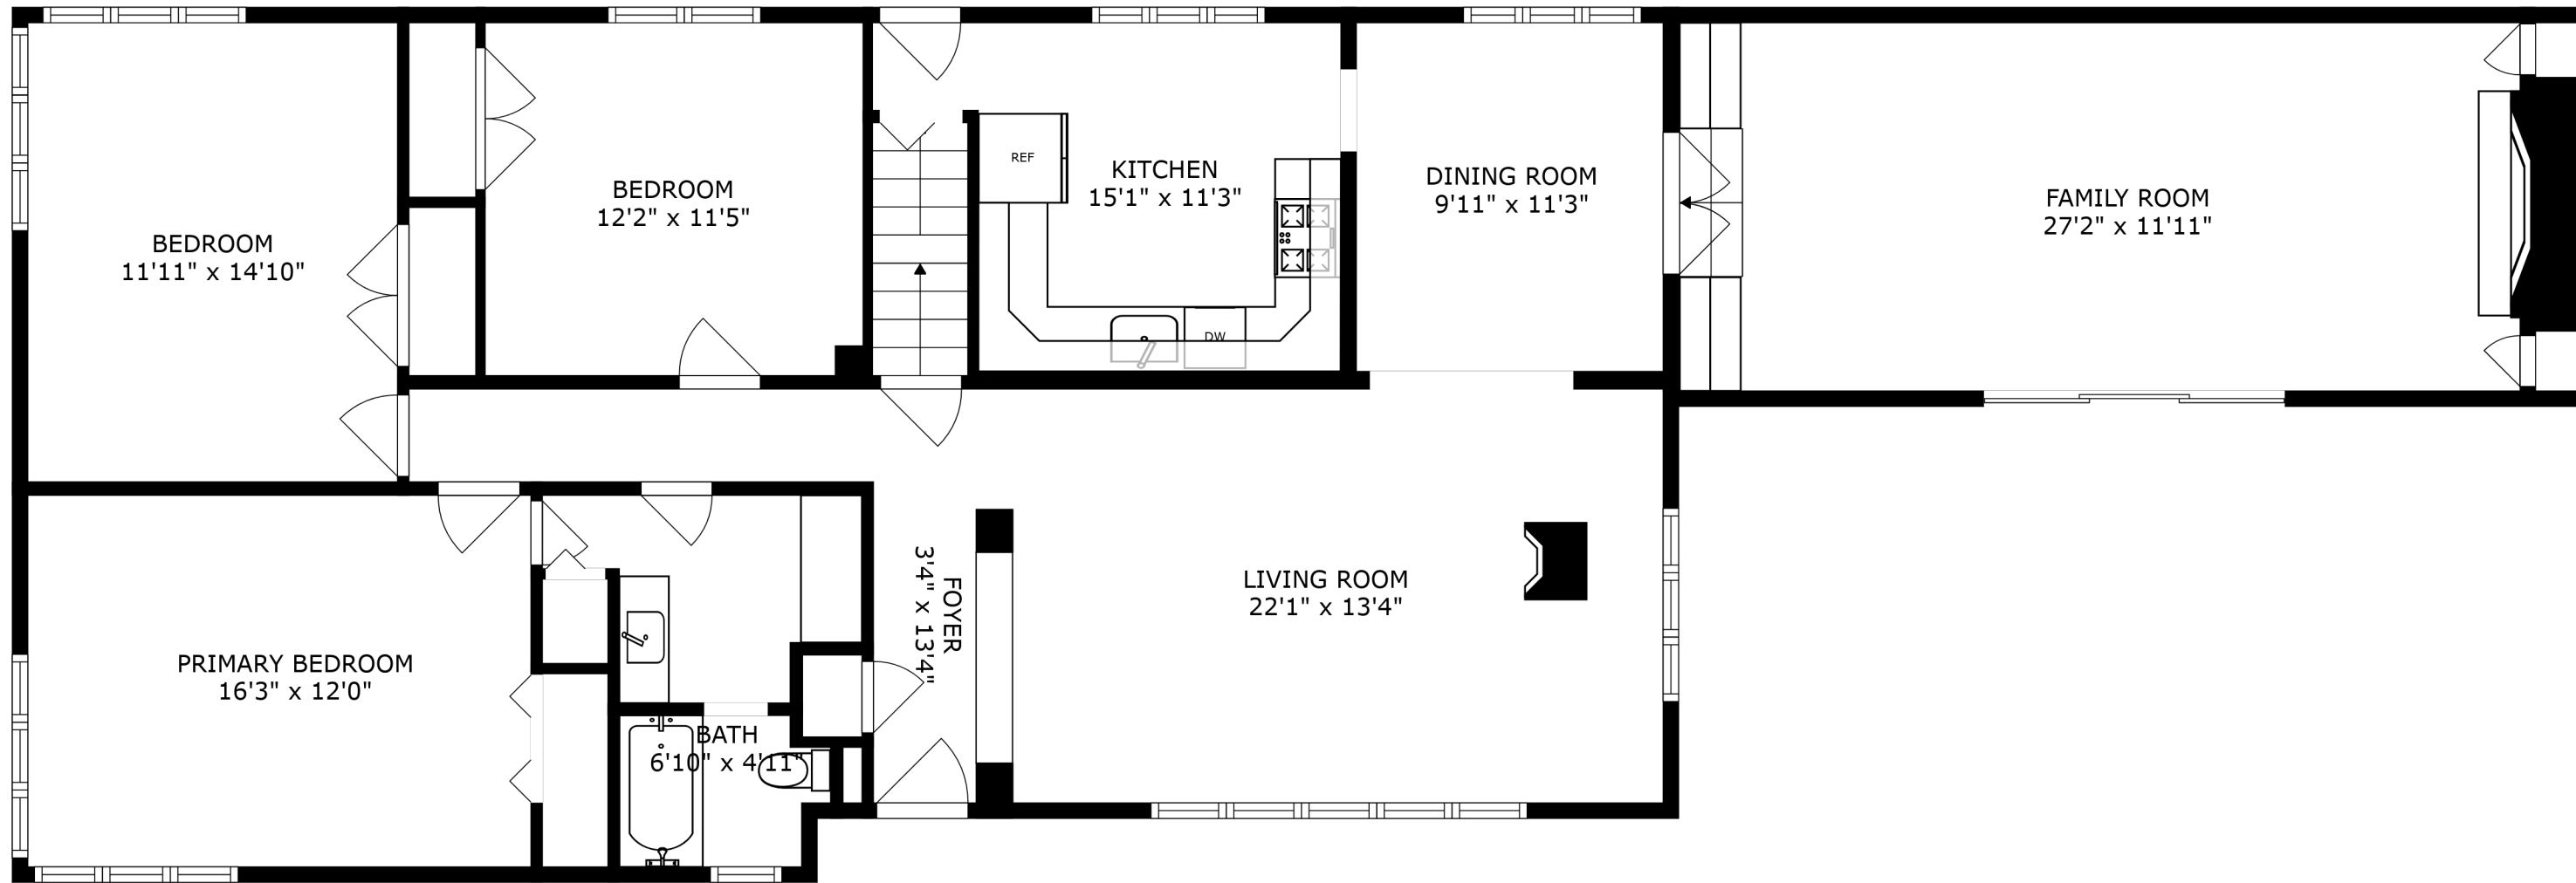 BEDROOM
11'11" x 14'10"
BEDROOM
12'2" x 11'5"
REF
KITCHEN
15'1" x 11'3"
DW
DINING ROOM
9'11" x 11'3"
FAMILY ROOM
27'2" x 11'11"
PRIMARY BEDROOM
16'3" x 12'0"
BATH
6'10" x 4'11"
FOYER
3'4" x 13'4"
LIVING ROOM
22'1" x 13'4"